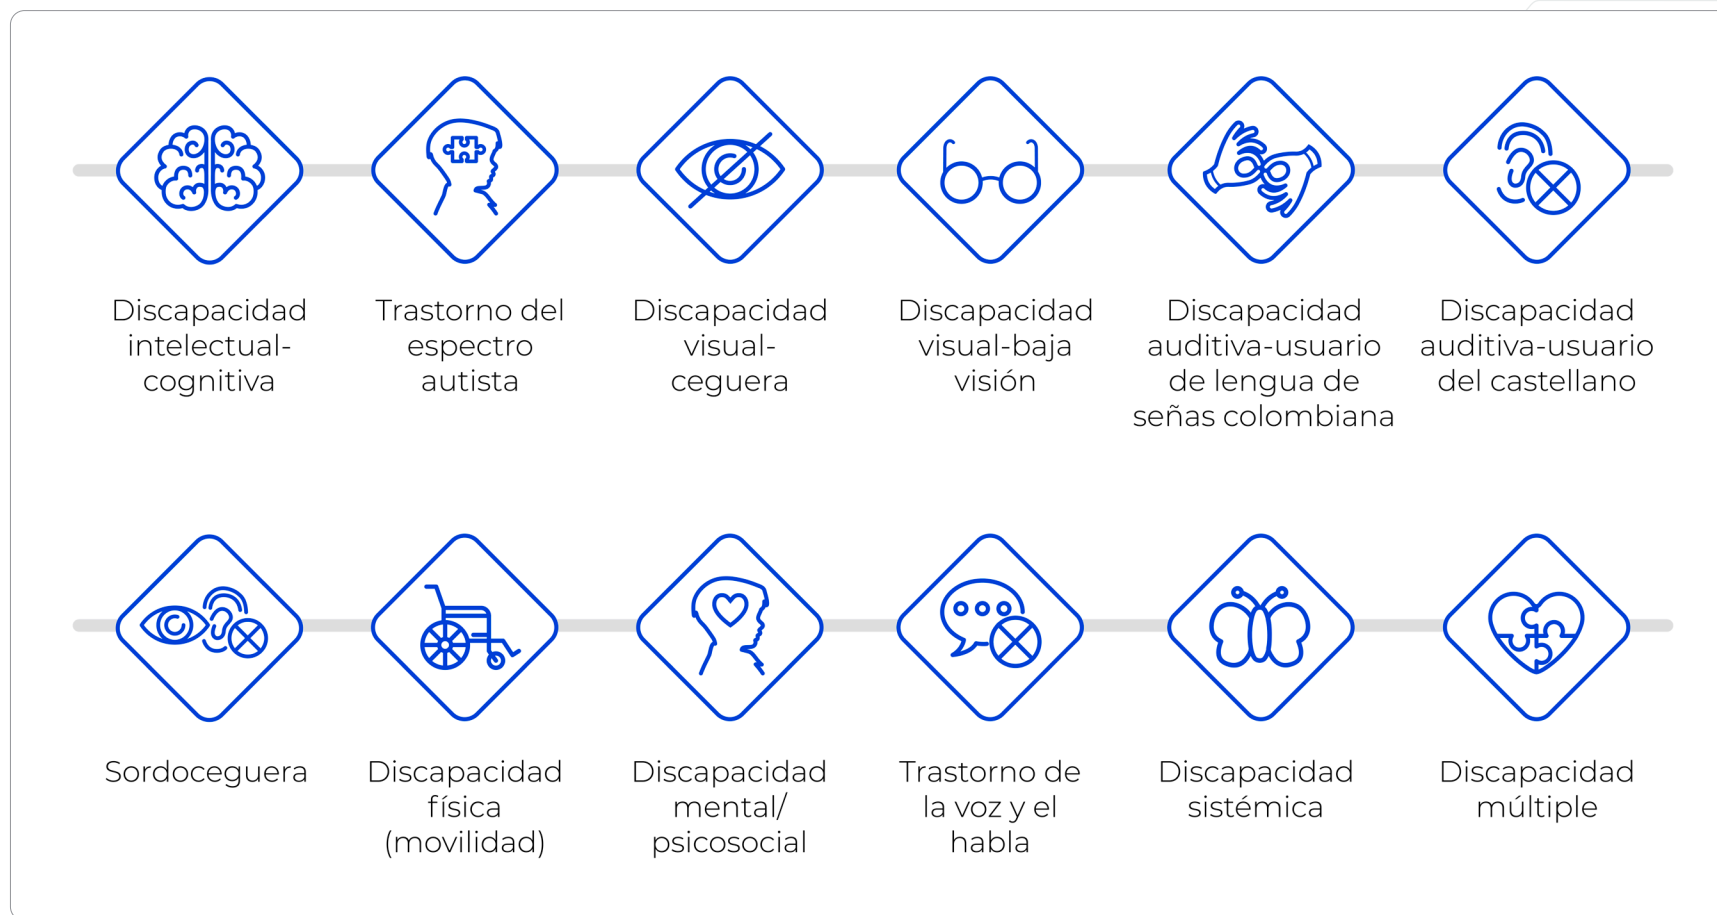 Discapacidad
intelectual-
cognitiva
Trastorno del
espectro
autista
Discapacidad
visual-
ceguera
Discapacidad
visual-baja
visión
Discapacidad
auditiva-usuario
de lengua de
señas colombiana
Discapacidad
auditiva-usuario
del castellano
Sordoceguera
Discapacidad
física
(movilidad)
Discapacidad
mental/
psicosocial
Trastorno de
la voz y el
habla
Discapacidad
sistémica
Discapacidad
múltiple